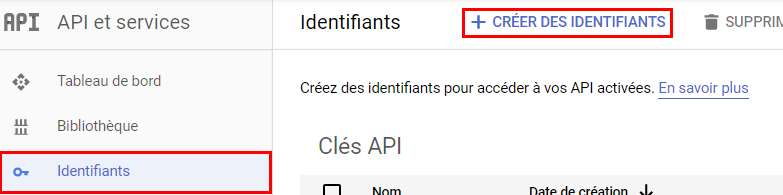 API API et services
Identifiants
+ CRÉER DES IDENTIFIANTS
SUPPRIM
Tableau de bord
Bibliothèque
Identifiants
Créez des identifiants pour accéder à vos API activées. En savoir plus
Clés API
Nom
Date de création